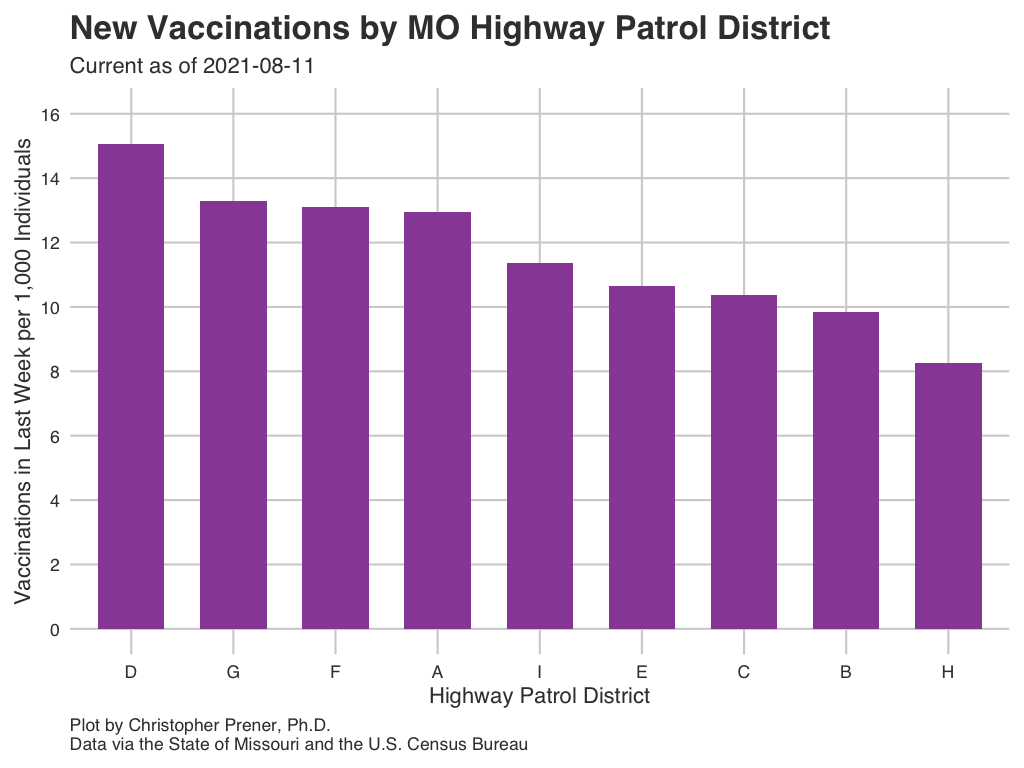 New Vaccinations by MO Highway Patrol District
Current as of 2021-08-11
Vaccinations in Last Week per 1,000 Individuals
16
14
12
10
8
6
4
2
0
D G F A I E C B H
Highway Patrol District
Plot by Christopher Prener, Ph.D.
Data via the State of Missouri and the U.S. Census Bureau